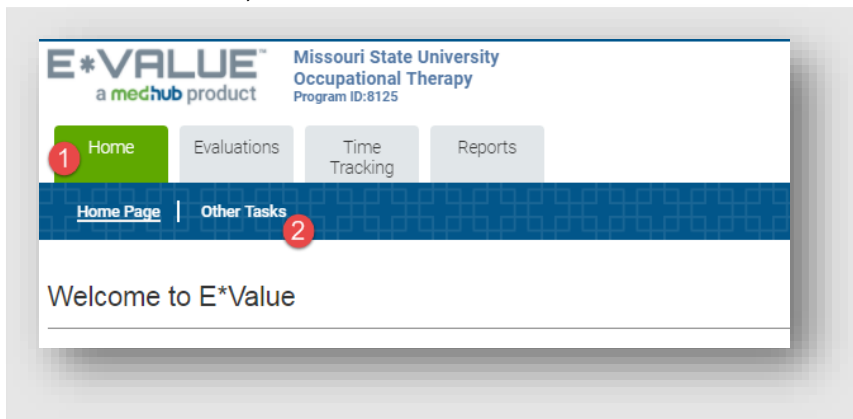 E*VALUE™ Missouri State University
Occupational Therapy
a medhub product Program ID:8125
Home Evaluations Time Tracking Reports
1
Home Page | Other Tasks
2
Welcome to E*Value